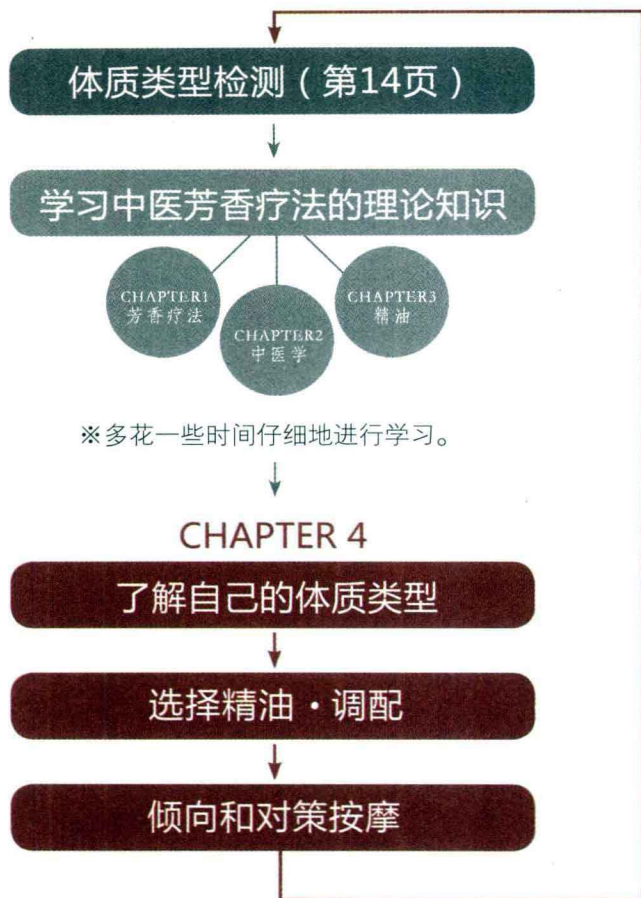 体质类型检测（第14页）
学习中医芳香疗法的理论知识
CHAPTER1
芳香疗法
CHAPTER2
中医学
CHAPTER3
精油
※多花一些时间仔细地进行学习。
CHAPTER 4
了解自己的体质类型
选择精油・调配
倾向和对策按摩